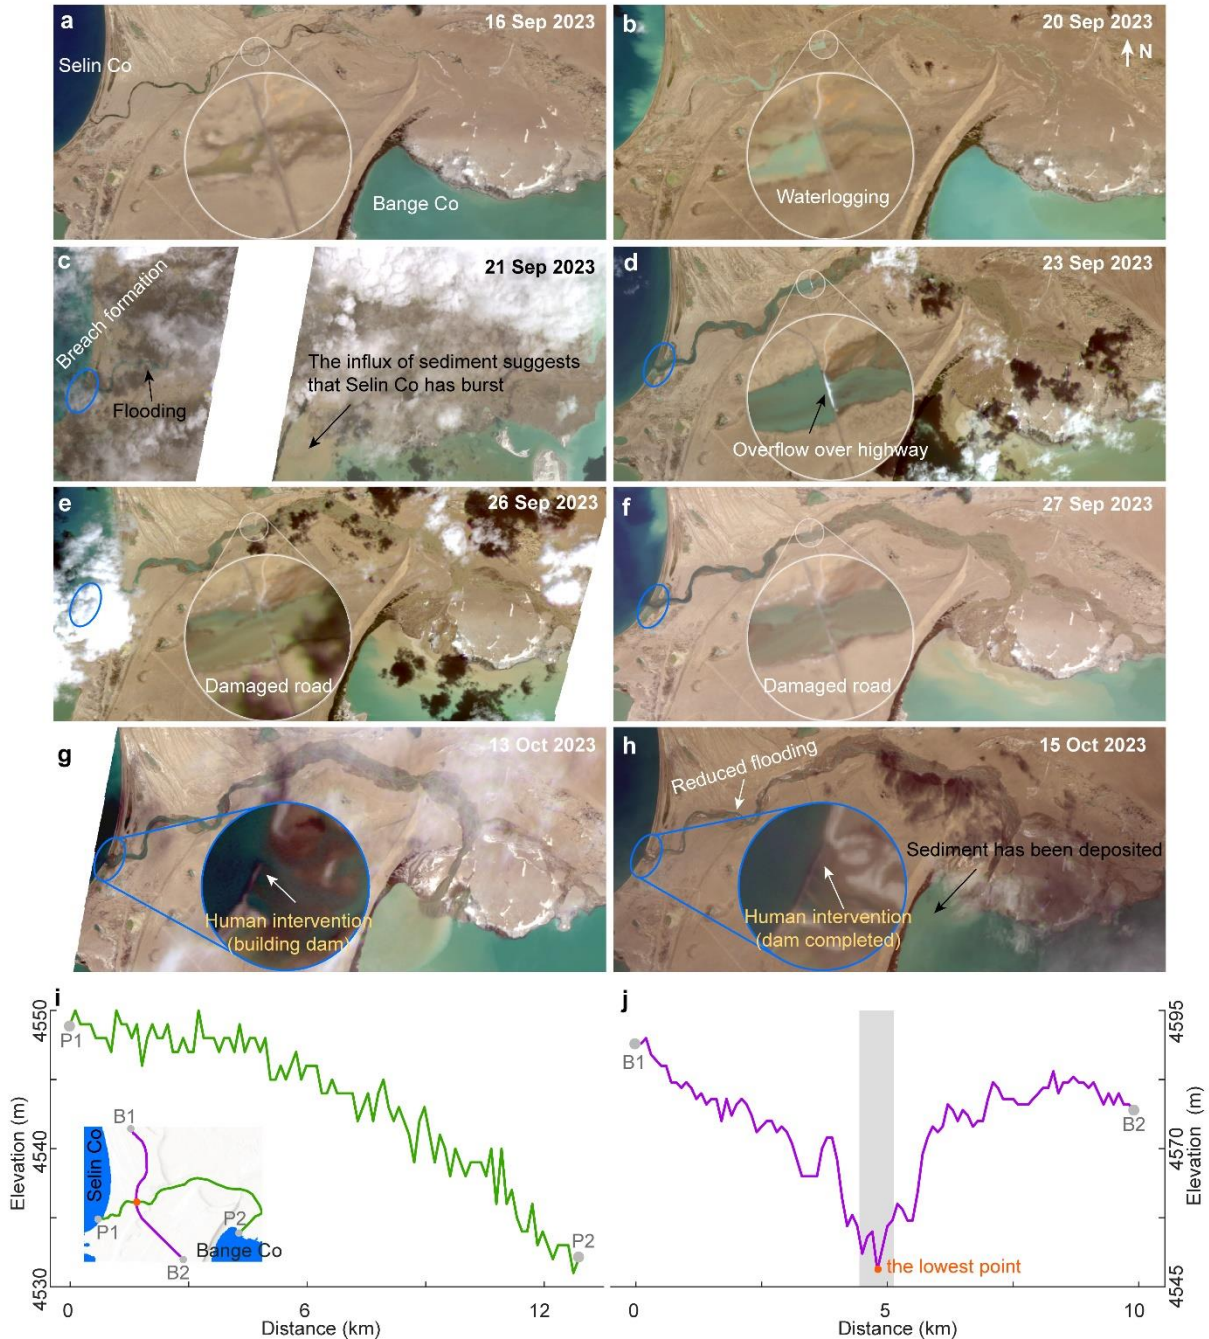 a
16 Sep 2023
Selin Co
Bange Co
b
20 Sep 2023
N
Waterlogging
c
21 Sep 2023
Breach formation
Flooding
The influx of sediment suggests
that Selin Co has burst
d
23 Sep 2023
Overflow over highway
e
26 Sep 2023
Damaged road
f
27 Sep 2023
Damaged road
g
13 Oct 2023
Human intervention
(building dam)
h
15 Oct 2023
Reduced flooding
Sediment has been deposited
Human intervention
(dam completed)
i
4550
4540
4530
Elevation (m)
P1
P2
B1
Selin Co
P1
P2
Bange Co
B2
0
6
12
Distance (km)
j
4595
4570
4545
Elevation (m)
B1
B2
the lowest point
0
5
10
Distance (km)